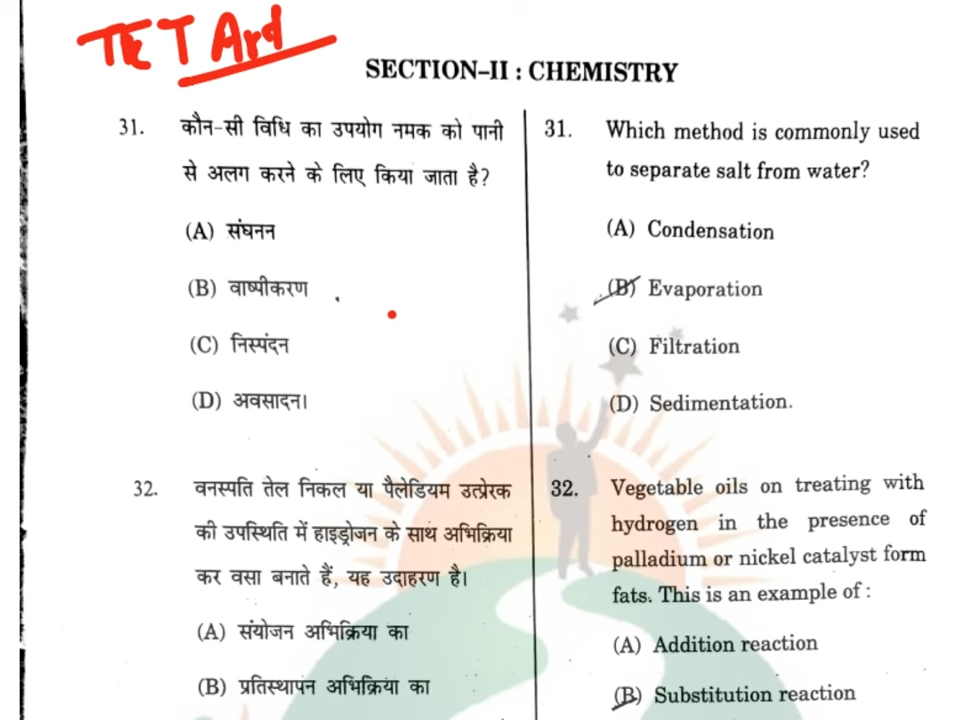 TET Ard
SECTION–II : CHEMISTRY
31. कौन-सी विधि का उपयोग नमक को पानी
से अलग करने के लिए किया जाता है?
(A) संघनन
(B) वाष्पीकरण
(C) निस्पंदन
(D) अवसादन।
32. वनस्पति तेल निकल या पैलेडियम उत्प्रेरक
की उपस्थिति में हाइड्रोजन के साथ अभिक्रिया
कर वसा बनाते हैं, यह उदाहरण है।
(A) संयोजन अभिक्रिया का
(B) प्रतिस्थापन अभिक्रिया का
31. Which method is commonly used
to separate salt from water?
(A) Condensation
(B) Evaporation
(C) Filtration
(D) Sedimentation.
32. Vegetable oils on treating with
hydrogen in the presence of
palladium or nickel catalyst form
fats. This is an example of :
(A) Addition reaction
(B) Substitution reaction